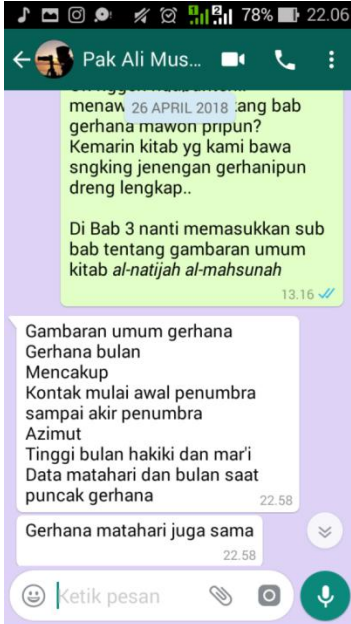 78% 22.06
Pak Ali Mus...
menaw
26 APRIL 2018
tang bab
gerhana mawon pripun?
Kemarin kitab yg kami bawa
sngking jenengan gerhanipun
dreng lengkap..
Di Bab 3 nanti memasukkan sub
bab tentang gambaran umum
kitab al-natijah al-mahsunah
13.16
Gambaran umum gerhana
Gerhana bulan
Mencakup
Kontak mulai awal penumbra
sampai akir penumbra
Azimut
Tinggi bulan hakiki dan mar'i
Data matahari dan bulan saat
puncak gerhana
22.58
Gerhana matahari juga sama
22.58
Ketik pesan